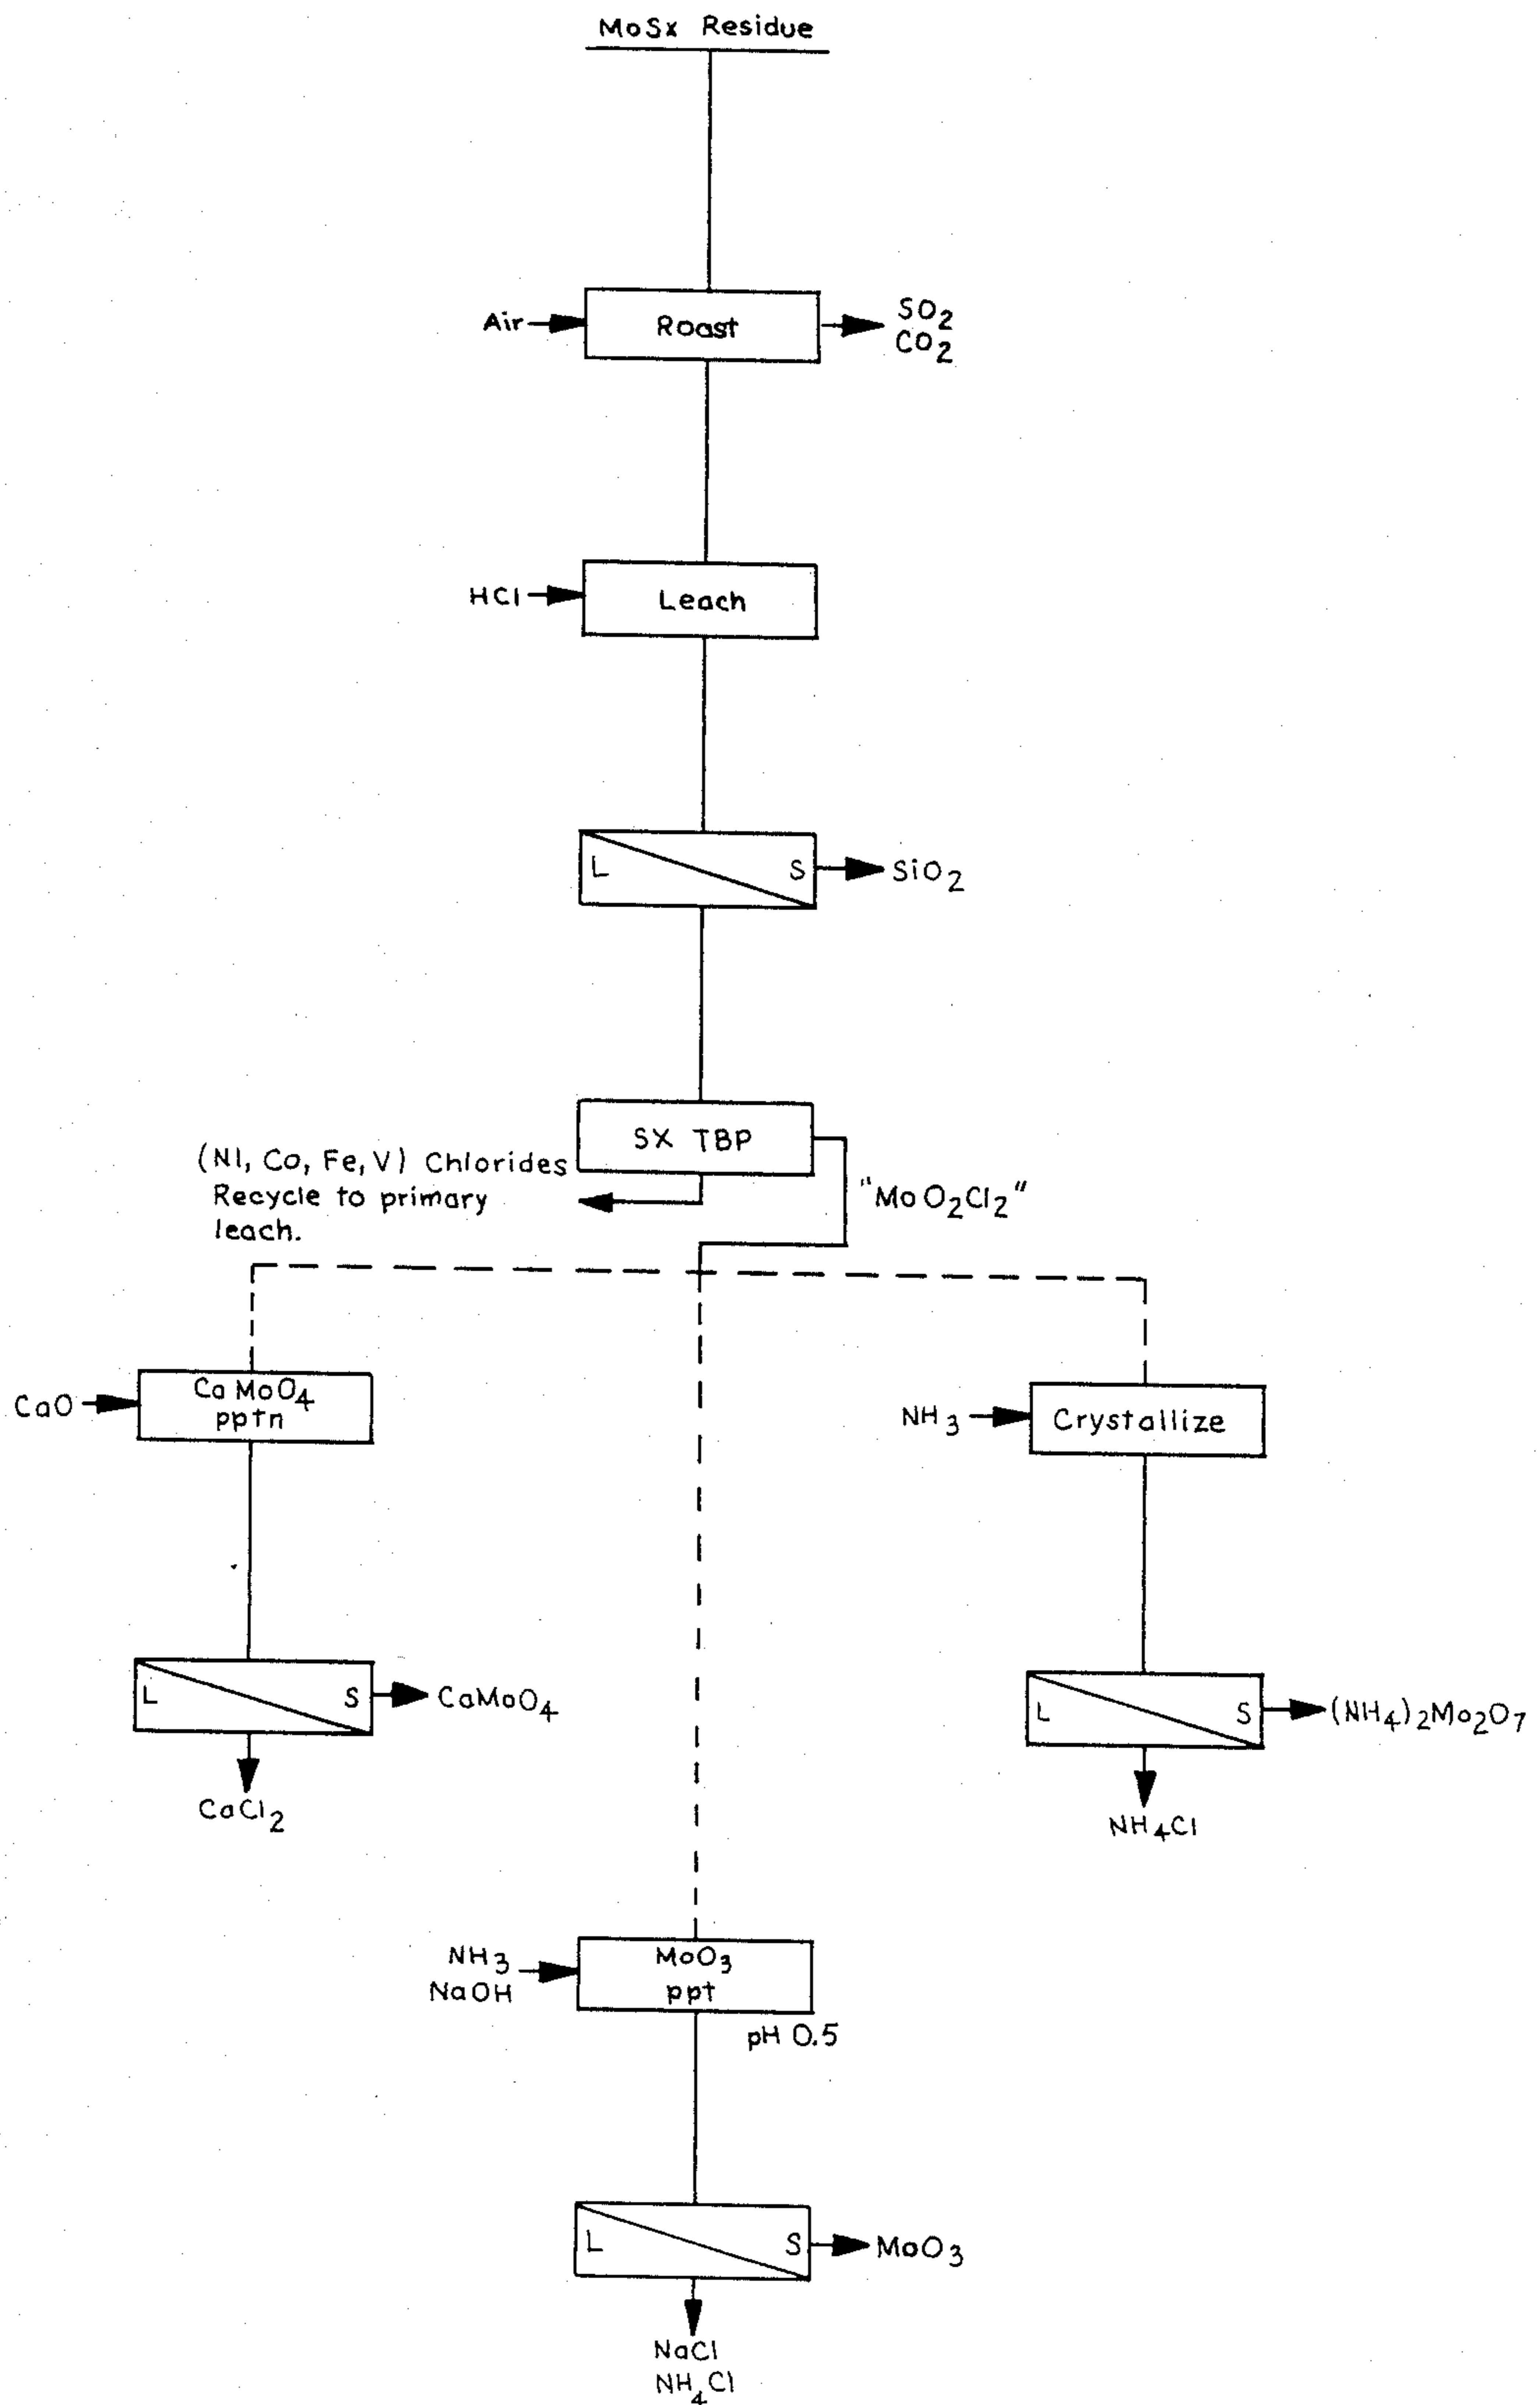 MoSx Residue
Air
Roast
SO2
CO2
HCl
Leach
L
S
SiO2
SX TBP
(NI, Co, Fe, V) Chlorides
Recycle to primary
leach.
"MoO2Cl2"
CaO
CaMoO4
pptn
NH3
Crystallize
L
S
CaMoO4
CaCl2
L
S
(NH4)2Mo2O7
NH4Cl
NH3
NaOH
MoO3
ppt
pH 0.5
L
S
MoO3
NaCl
NH4Cl